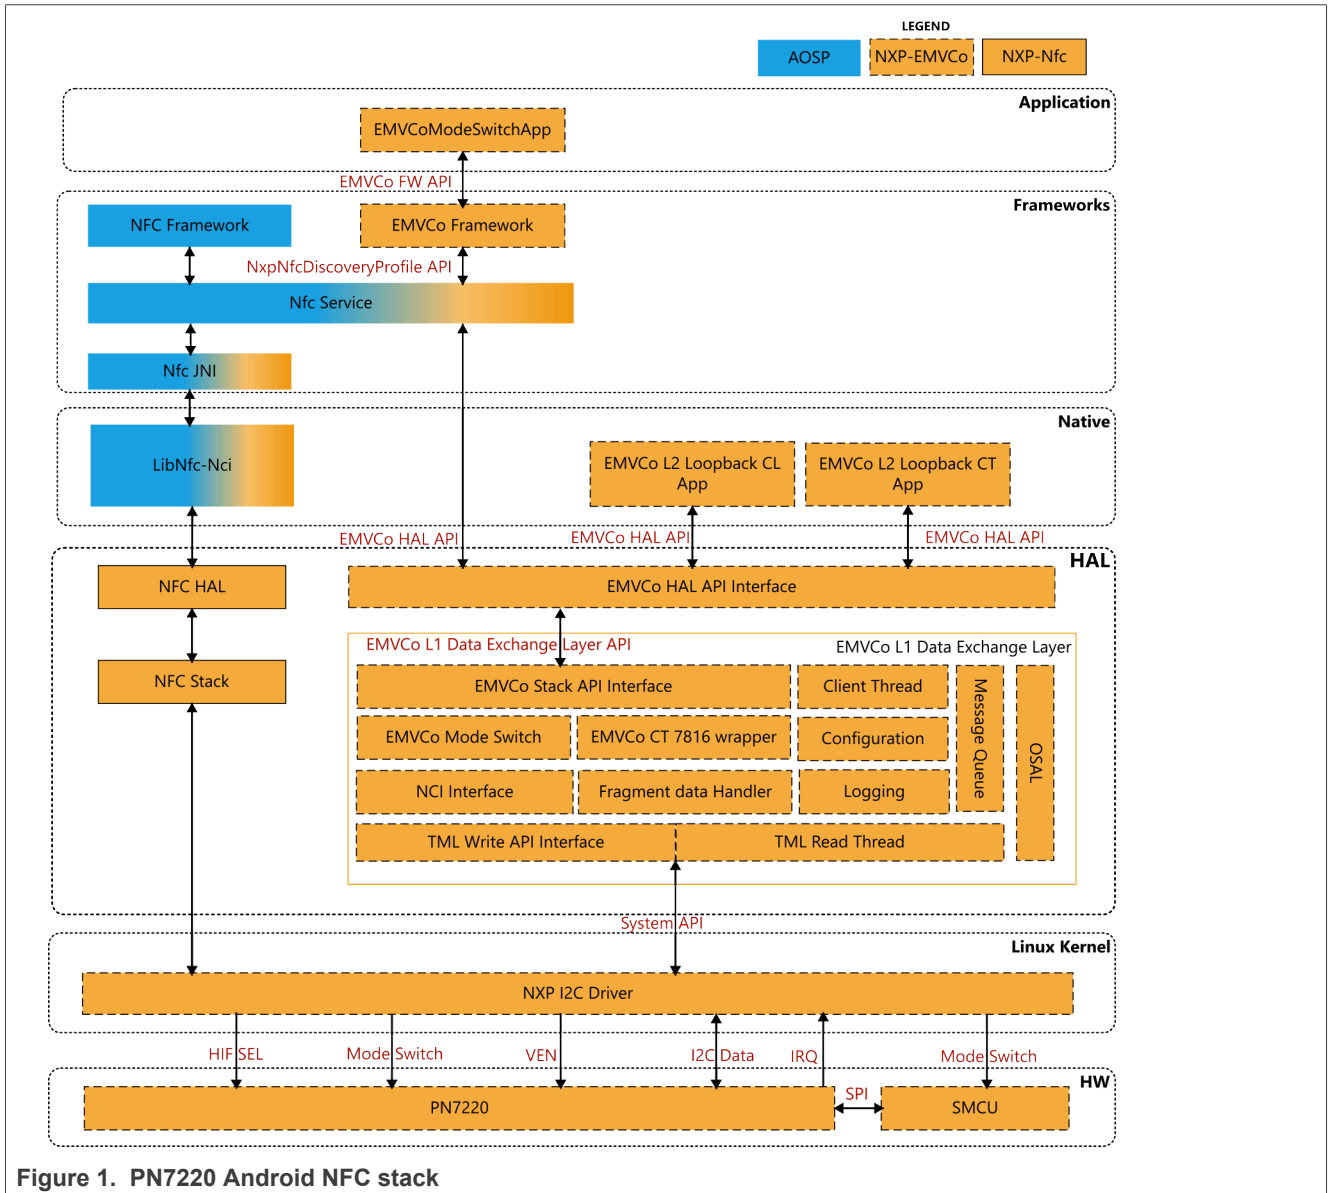 LEGEND
AOSP
NXP-EMVCo
NXP-Nfc
Application
EMVCoModeSwitchApp
EMVCo FW API
Frameworks
NFC Framework
EMVCo Framework
NxpNfcDiscoveryProfile API
Nfc Service
Nfc JNI
Native
LibNfc-Nci
EMVCo L2 Loopback CL
App
EMVCo L2 Loopback CT
App
EMVCo HAL API
EMVCo HAL API
EMVCo HAL API
HAL
NFC HAL
EMVCo HAL API Interface
EMVCo L1 Data Exchange Layer API
EMVCo L1 Data Exchange Layer
NFC Stack
EMVCo Stack API Interface
Client Thread
Message Queue
OSAL
EMVCo Mode Switch
EMVCo CT 7816 wrapper
Configuration
NCI Interface
Fragment data Handler
Logging
TML Write API Interface
TML Read Thread
System API
Linux Kernel
NXP I2C Driver
HIF SEL
Mode Switch
VEN
I2C Data
IRQ
Mode Switch
HW
PN7220
SPI
SMCU
Figure 1. PN7220 Android NFC stack